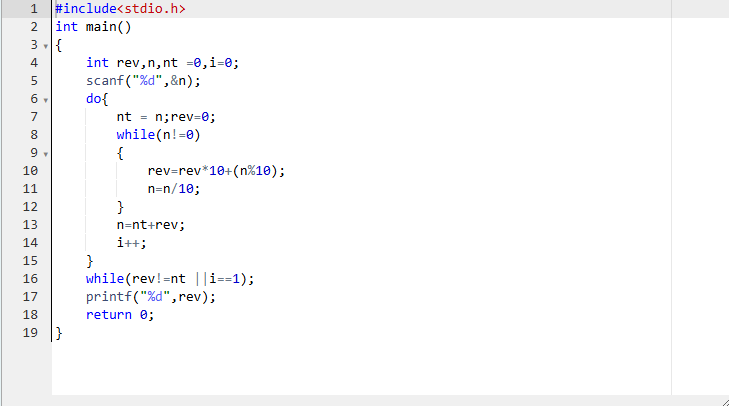 1 #include<stdio.h>
2 int main()
3 {
4     int rev,n,nt =0,i=0;
5     scanf("%d",&n);
6     do{
7         nt = n;rev=0;
8         while(n!=0)
9         {
10             rev=rev*10+(n%10);
11             n=n/10;
12         }
13         n=nt+rev;
14         i++;
15     }
16     while(rev!=nt ||i==1);
17     printf("%d",rev);
18     return 0;
19 }